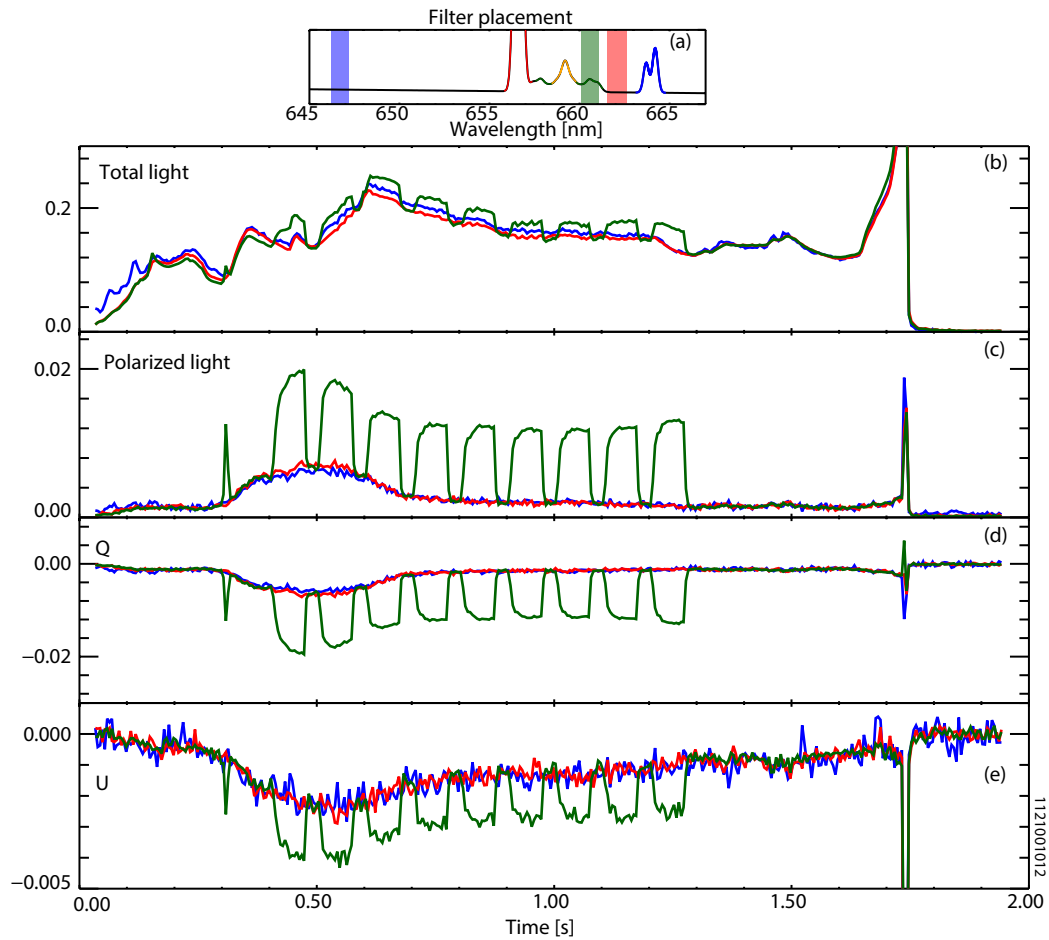 Filter placement
(a)
645 650 655 660 665
Wavelength [nm]
Total light
(b)
0.2
0.0
Polarized light
(c)
0.02
0.00
Q
(d)
0.00
−0.02
0.000
U
(e)
−0.005
0.00 0.50 1.00 1.50 2.00
Time [s]
1121001012